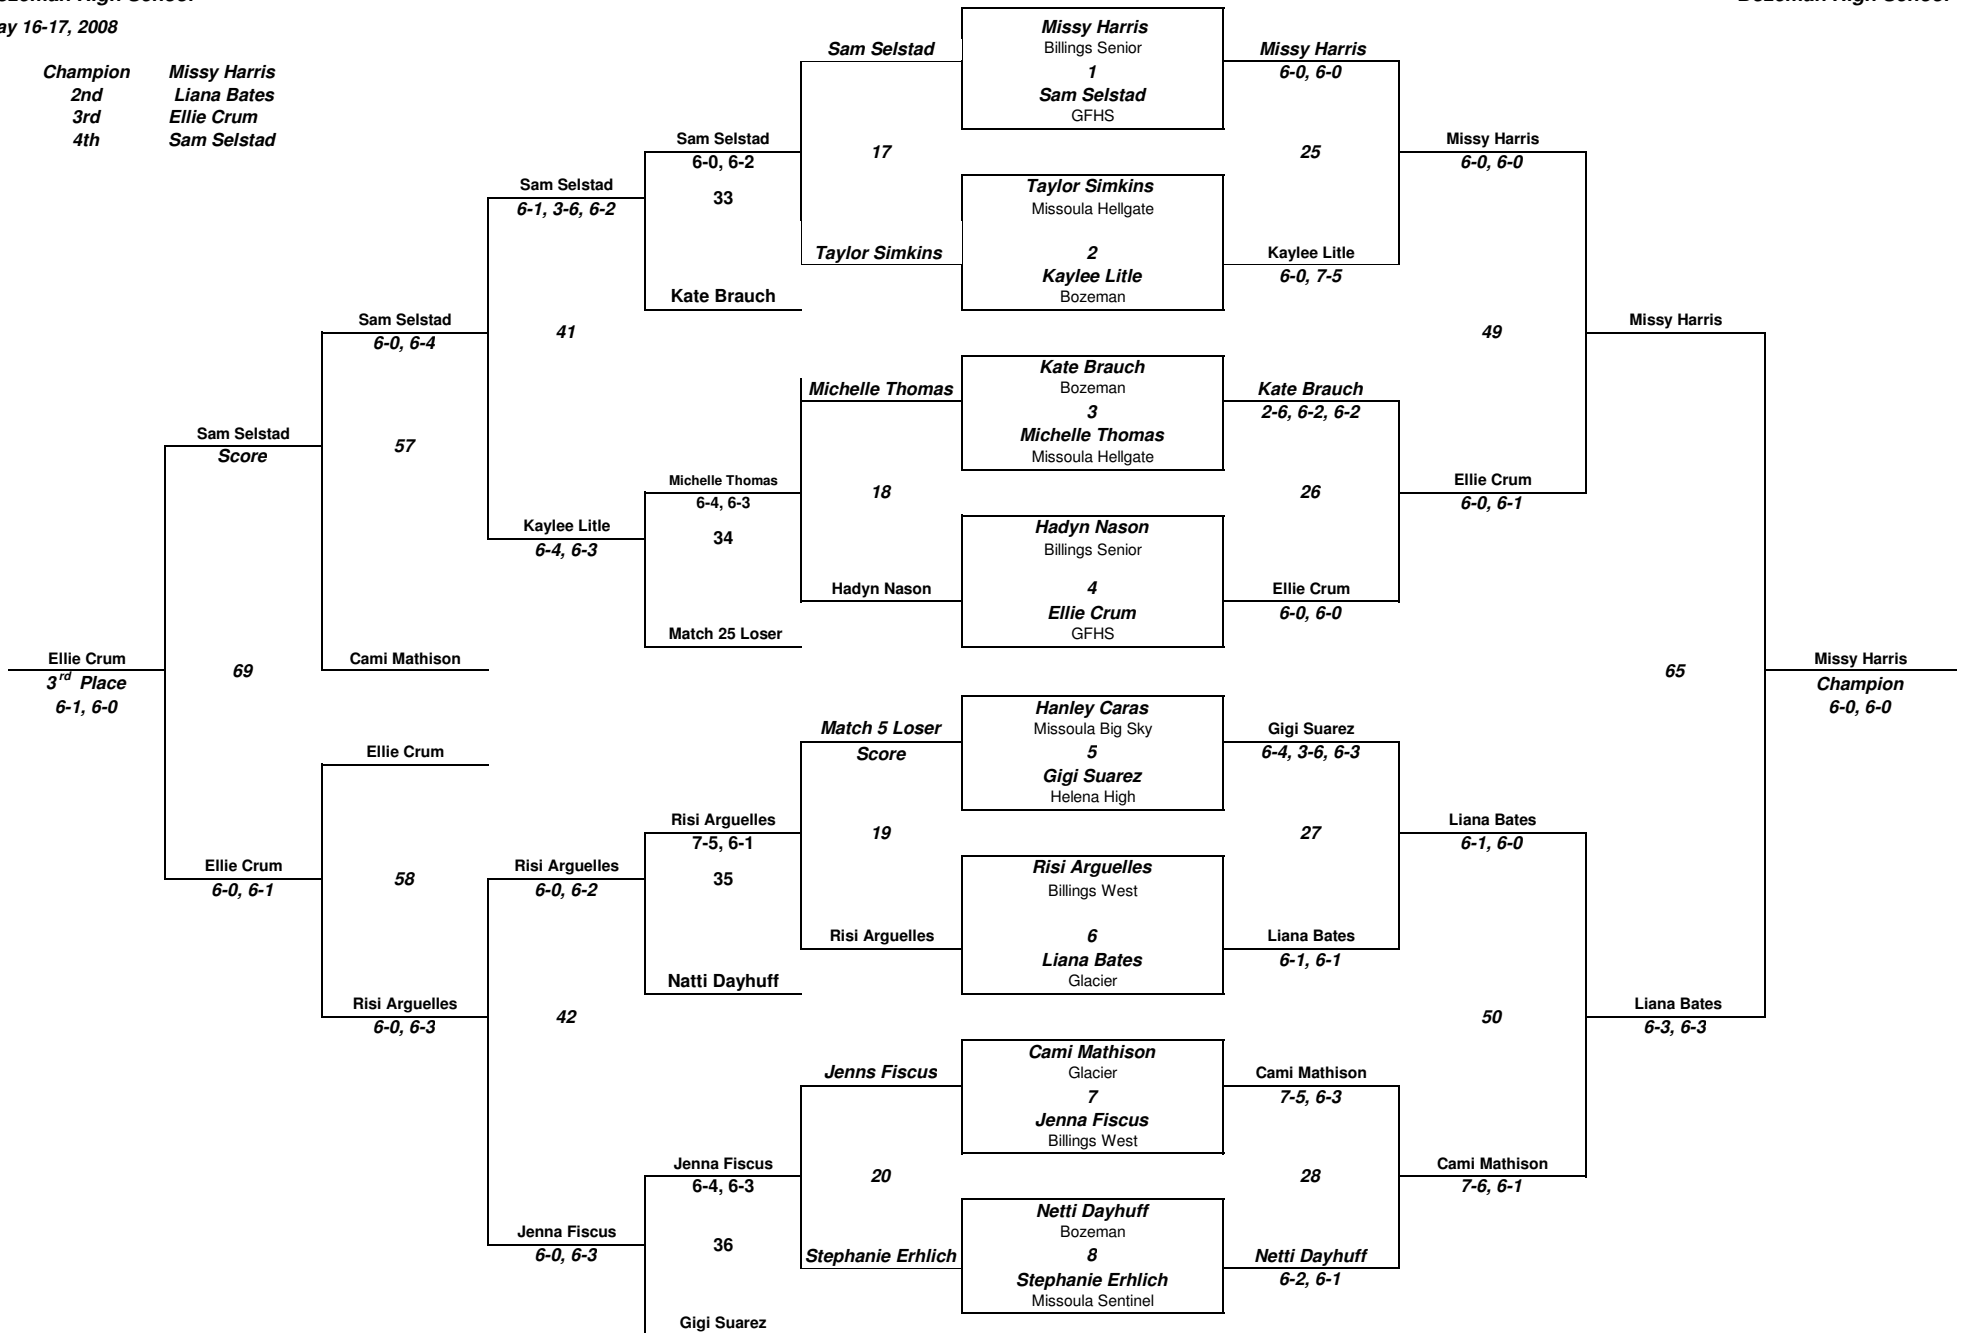 ay 16-17, 2008
Champion Missy Harris
2nd Liana Bates
3rd Ellie Crum
4th Sam Selstad
Ellie Crum
3rd Place
6-1, 6-0
Sam Selstad
Score
69
Ellie Crum
6-0, 6-1
Sam Selstad
6-0, 6-4
57
Cami Mathison
Ellie Crum
58
Risi Arguelles
6-0, 6-3
Sam Selstad
6-1, 3-6, 6-2
41
Kaylee Litle
6-4, 6-3
Risi Arguelles
6-0, 6-2
42
Jenna Fiscus
6-0, 6-3
Sam Selstad
6-0, 6-2
33
Kate Brauch
Michelle Thomas
6-4, 6-3
34
Match 25 Loser
Risi Arguelles
7-5, 6-1
35
Natti Dayhuff
Jenna Fiscus
6-4, 6-3
36
Gigi Suarez
Sam Selstad
17
Taylor Simkins
Michelle Thomas
18
Hadyn Nason
Match 5 Loser
Score
19
Risi Arguelles
Jenns Fiscus
20
Stephanie Erhlich
Missy Harris
Billings Senior
1
Sam Selstad
GFHS
Taylor Simkins
Missoula Hellgate
2
Kaylee Litle
Bozeman
Kate Brauch
Bozeman
3
Michelle Thomas
Missoula Hellgate
Hadyn Nason
Billings Senior
4
Ellie Crum
GFHS
Hanley Caras
Missoula Big Sky
5
Gigi Suarez
Helena High
Risi Arguelles
Billings West
6
Liana Bates
Glacier
Cami Mathison
Glacier
7
Jenna Fiscus
Billings West
Netti Dayhuff
Bozeman
8
Stephanie Erhlich
Missoula Sentinel
Missy Harris
6-0, 6-0
25
Kaylee Litle
6-0, 7-5
Kate Brauch
2-6, 6-2, 6-2
26
Ellie Crum
6-0, 6-0
Gigi Suarez
6-4, 3-6, 6-3
27
Liana Bates
6-1, 6-1
Cami Mathison
7-5, 6-3
28
Netti Dayhuff
6-2, 6-1
Missy Harris
6-0, 6-0
49
Ellie Crum
6-0, 6-1
Liana Bates
6-1, 6-0
50
Cami Mathison
7-6, 6-1
Missy Harris
65
Liana Bates
6-3, 6-3
Missy Harris
Champion
6-0, 6-0